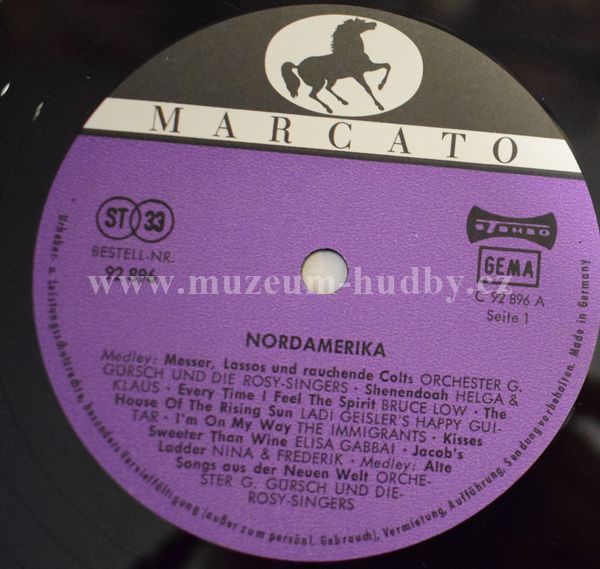 MARCATO
ST 33
BESTELL-NR.
92 896
STEREO
GEMA
C 92 896 A
Seite 1
www.muzeum-hudby.cz
NORDAMERIKA
Medley: Messer, Lassos und rauchende Colts ORCHESTER G.
GÜRSCH UND DIE ROSY-SINGERS · Shenendoah HELGA &
KLAUS · Every Time I Feel The Spirit BRUCE LOW · The
House Of The Rising Sun LADI GEISLER'S HAPPY GUI-
TAR · I'm On My Way THE IMMIGRANTS · Kisses
Sweeter Than Wine ELISA GABBAI · Jacob's
Ladder NINA & FREDERIK · Medley: Alte
Songs aus der Neuen Welt ORCHE-
STER G. GÜRSCH UND DIE-
ROSY-SINGERS
Urheber- u. Leistungsschutzrechte, besonders Vervielfältigung (außer zum persönl. Gebrauch), Vermietung, Aufführung, Sendung vorbehalten. Made in Germany